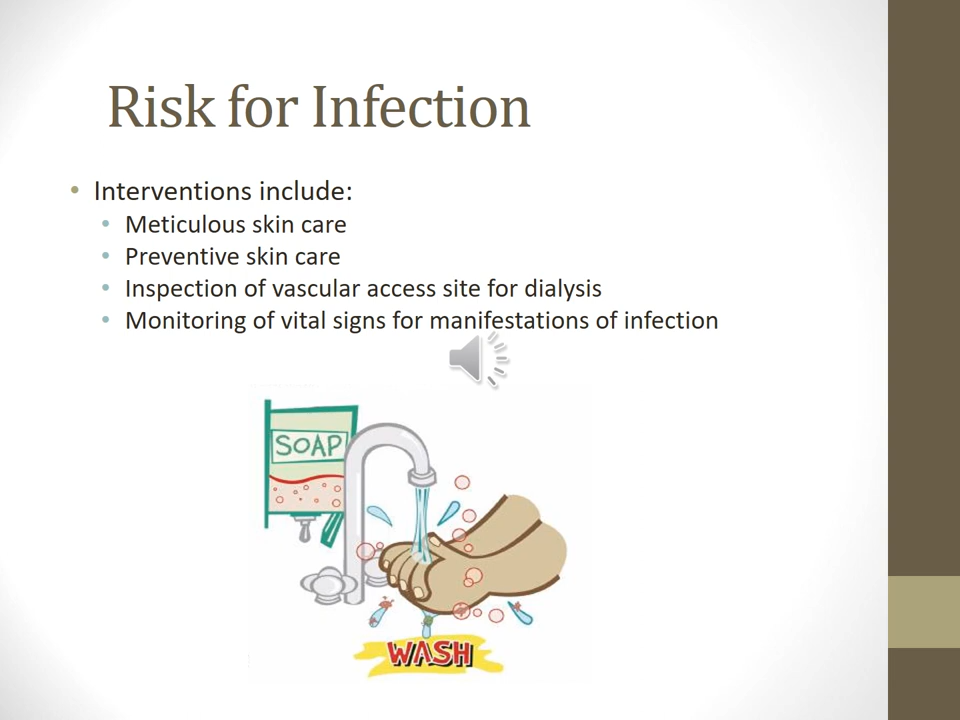 Risk for Infection
• Interventions include:
• Meticulous skin care
• Preventive skin care
• Inspection of vascular access site for dialysis
• Monitoring of vital signs for manifestations of infection
SOAP
WASH